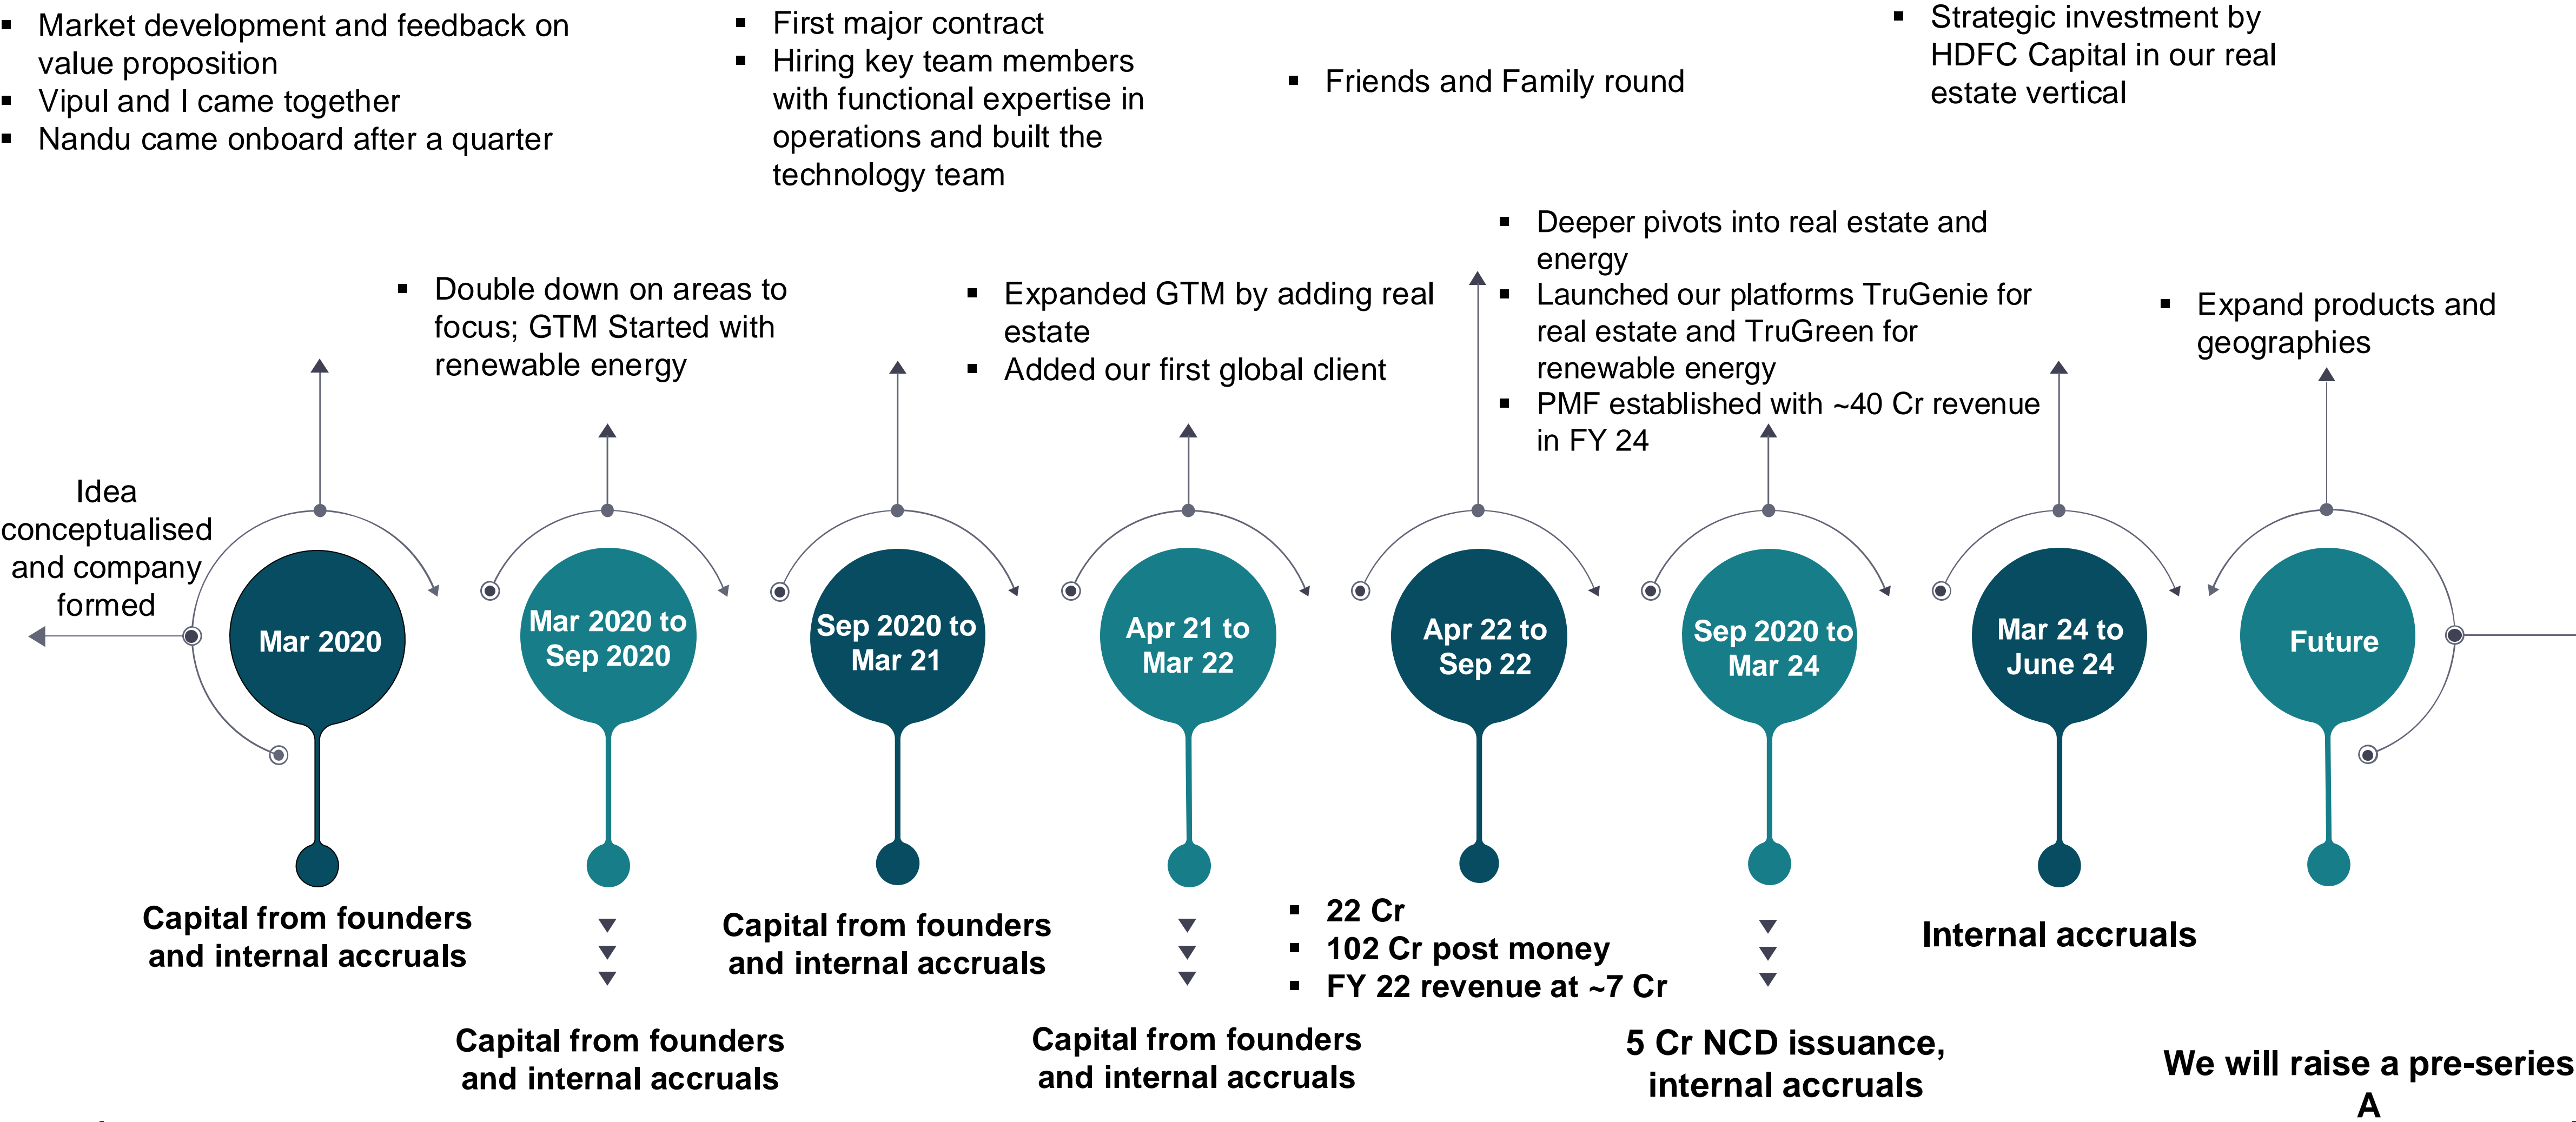 ▪ Market development and feedback on
value proposition
▪ Vipul and I came together
▪ Nandu came onboard after a quarter
▪ First major contract
▪ Hiring key team members
with functional expertise in
operations and built the
technology team
▪ Friends and Family round
▪ Strategic investment by
HDFC Capital in our real
estate vertical
▪ Double down on areas to
focus; GTM Started with
renewable energy
▪ Expanded GTM by adding real
estate
▪ Added our first global client
▪ Deeper pivots into real estate and
energy
▪ Launched our platforms TruGenie for
real estate and TruGreen for
renewable energy
▪ PMF established with ~40 Cr revenue
in FY 24
▪ Expand products and
geographies
Idea
conceptualised
and company
formed
Mar 2020
Mar 2020 to
Sep 2020
Sep 2020 to
Mar 21
Apr 21 to
Mar 22
Apr 22 to
Sep 22
Sep 2020 to
Mar 24
Mar 24 to
June 24
Future
Capital from founders
and internal accruals
Capital from founders
and internal accruals
Capital from founders
and internal accruals
Capital from founders
and internal accruals
▪ 22 Cr
▪ 102 Cr post money
▪ FY 22 revenue at ~7 Cr
5 Cr NCD issuance,
internal accruals
Internal accruals
We will raise a pre-series
A